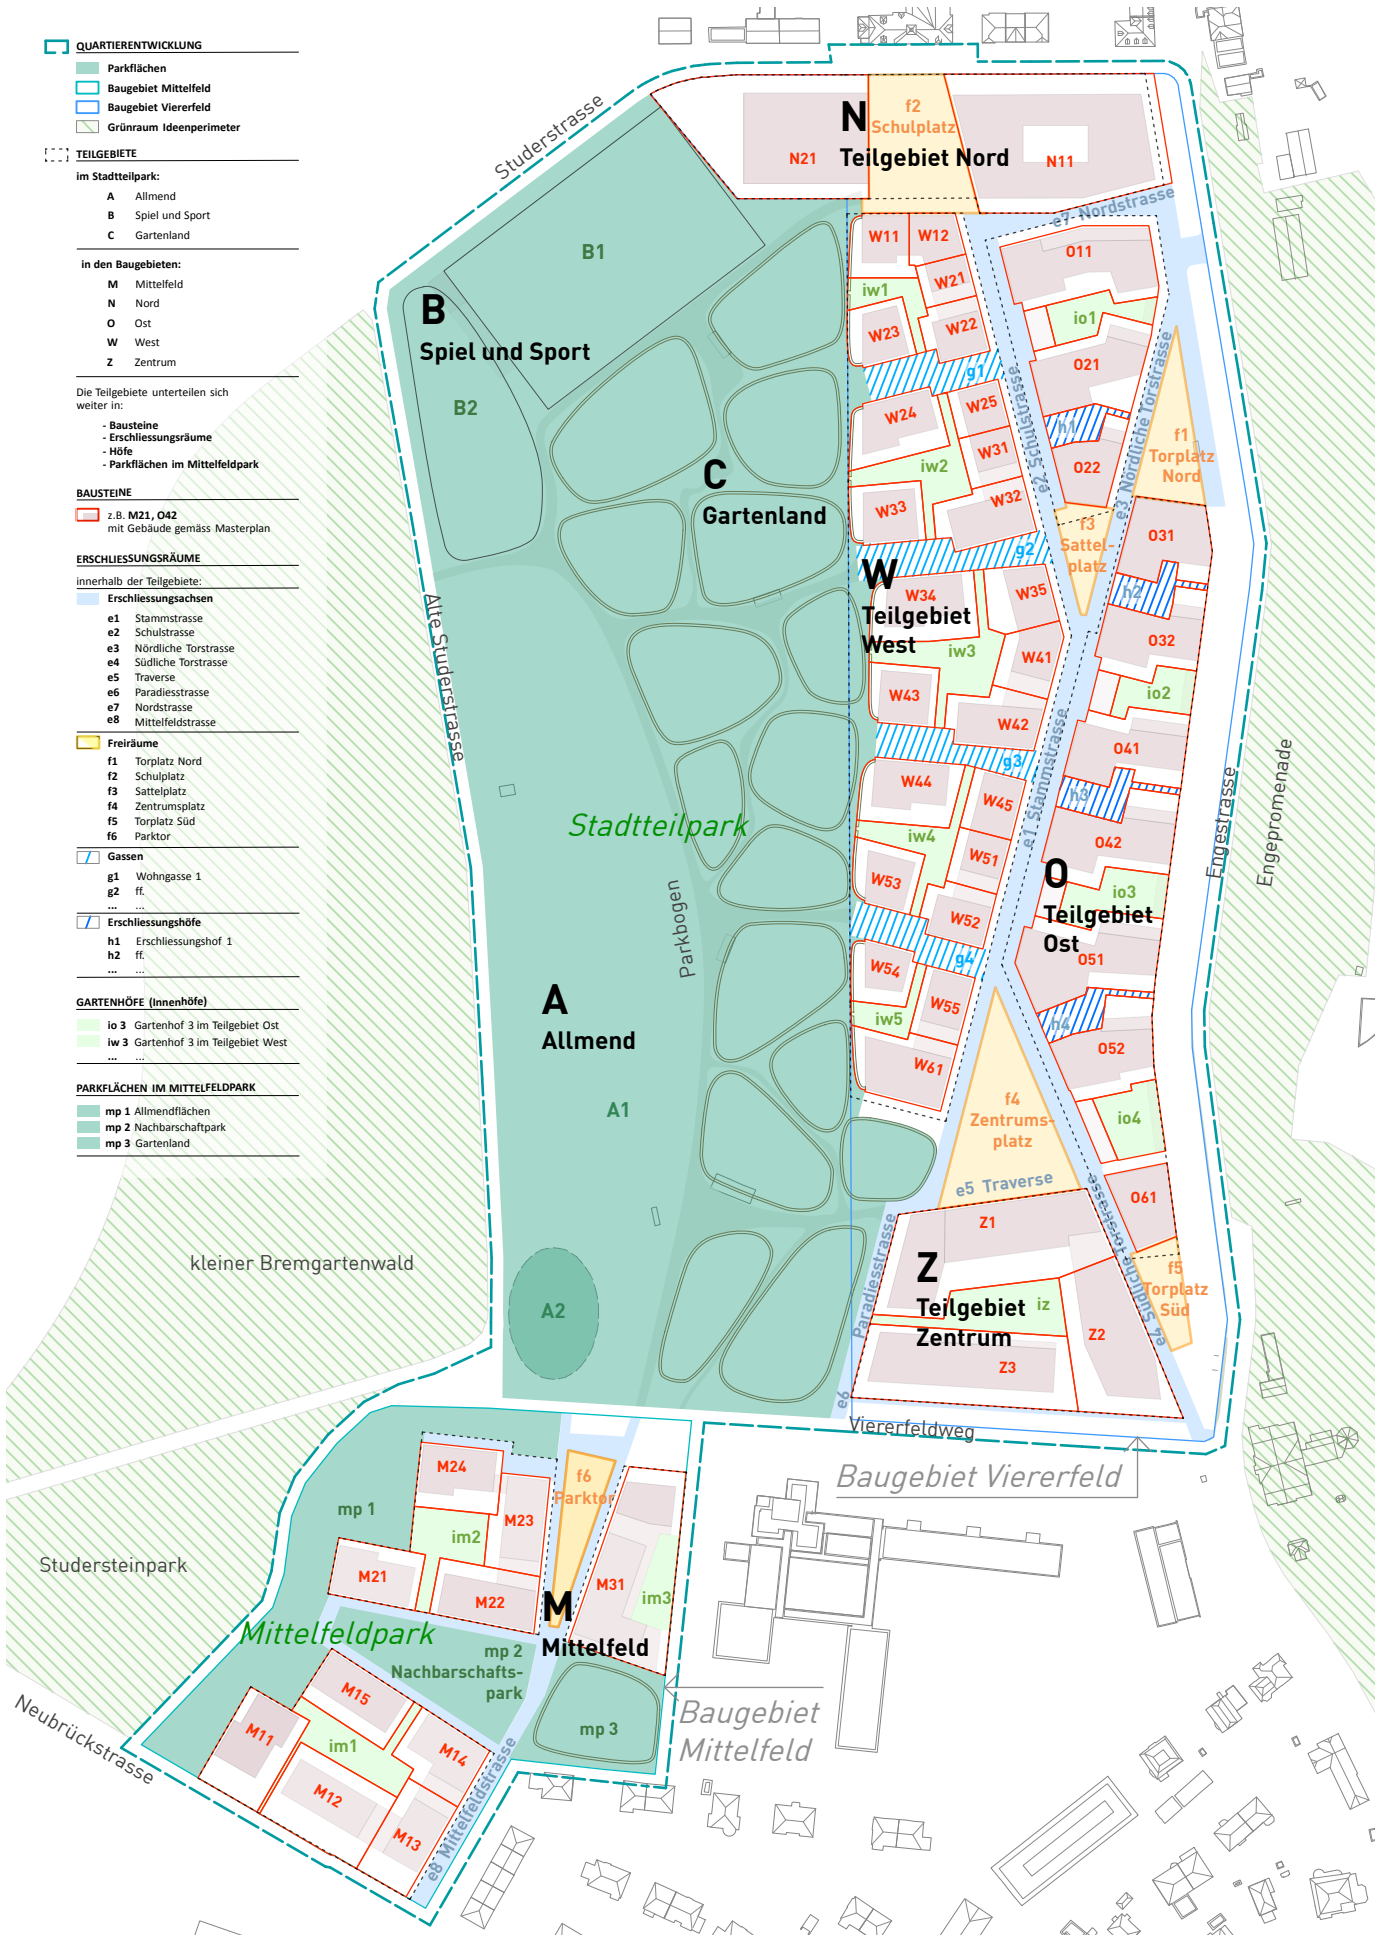 QUARTIERENTWICKLUNG
Parkflächen
Baugebiet Mittelfeld
Baugebiet Viererfeld
Grünraum Ideenperimeter
TEILGEBIETE
im Stadtteilpark:
A Allmend
B Spiel und Sport
C Gartenland
in den Baugebieten:
M Mittelfeld
N Nord
O Ost
W West
Z Zentrum
Die Teilgebiete unterteilen sich
weiter in:
- Bausteine
- Erschliessungsräume
- Höfe
- Parkflächen im Mittelfeldpark
BAUSTEINE
z.B. M21, O42
mit Gebäude gemäss Masterplan
ERSCHLIESSUNGSRÄUME
innerhalb der Teilgebiete:
Erschliessungsachsen
e1 Stammstrasse
e2 Schulstrasse
e3 Nördliche Torstrasse
e4 Südliche Torstrasse
e5 Traverse
e6 Paradiesstrasse
e7 Nordstrasse
e8 Mittelfeldstrasse
Freiräume
f1 Torplatz Nord
f2 Schulplatz
f3 Sattelplatz
f4 Zentrumsplatz
f5 Torplatz Süd
f6 Parktor
Gassen
g1 Wohngasse 1
g2 ff.
... ...
Erschliessungshöfe
h1 Erschliessungshof 1
h2 ff.
... ...
GARTENHÖFE (Innenhöfe)
io 3 Gartenhof 3 im Teilgebiet Ost
iw 3 Gartenhof 3 im Teilgebiet West
... ...
PARKFLÄCHEN IM MITTELFELDPARK
mp 1 Allmendflächen
mp 2 Nachbarschaftpark
mp 3 Gartenland
Studerstrasse
N
Teilgebiet Nord
f2
Schulplatz
N21
N11
e7 Nordstrasse
B1
B
Spiel und Sport
B2
C
Gartenland
W11
W12
W21
iw1
W23
W22
g1
W24
W25
iw2
W31
W33
W32
g2
W
Teilgebiet
West
W34
W35
iw3
W41
W43
W42
g3
W44
W45
iw4
W51
W53
W52
g4
W54
W55
iw5
W61
e2 Schulstrasse
O11
io1
O21
h1
O22
e3 Nördliche Torstrasse
f1
Torplatz
Nord
f3
Sattel-
platz
O31
h2
O32
io2
O41
h3
O42
e1 Stammstrasse
O
Teilgebiet
Ost
io3
O51
h4
O52
io4
O61
Engestrasse
Engepromenade
Alte Studerstrasse
Stadtteilpark
Parkbogen
A
Allmend
A1
A2
f4
Zentrums-
platz
e5 Traverse
Z1
Z
Teilgebiet
Zentrum
iz
Z2
Z3
e4 Südliche Torstrasse
f5
Torplatz
Süd
e6 Paradiesstrasse
Viererfeldweg
Baugebiet Viererfeld
kleiner Bremgartenwald
Studersteinpark
Neubrückstrasse
M24
mp 1
im2
M23
M21
M22
f6
Parktor
M31
im3
M
Mittelfeld
Mittelfeldpark
mp 2
Nachbarschafts-
park
M15
M11
im1
M14
M12
M13
mp 3
e8 Mittelfeldstrasse
Baugebiet
Mittelfeld